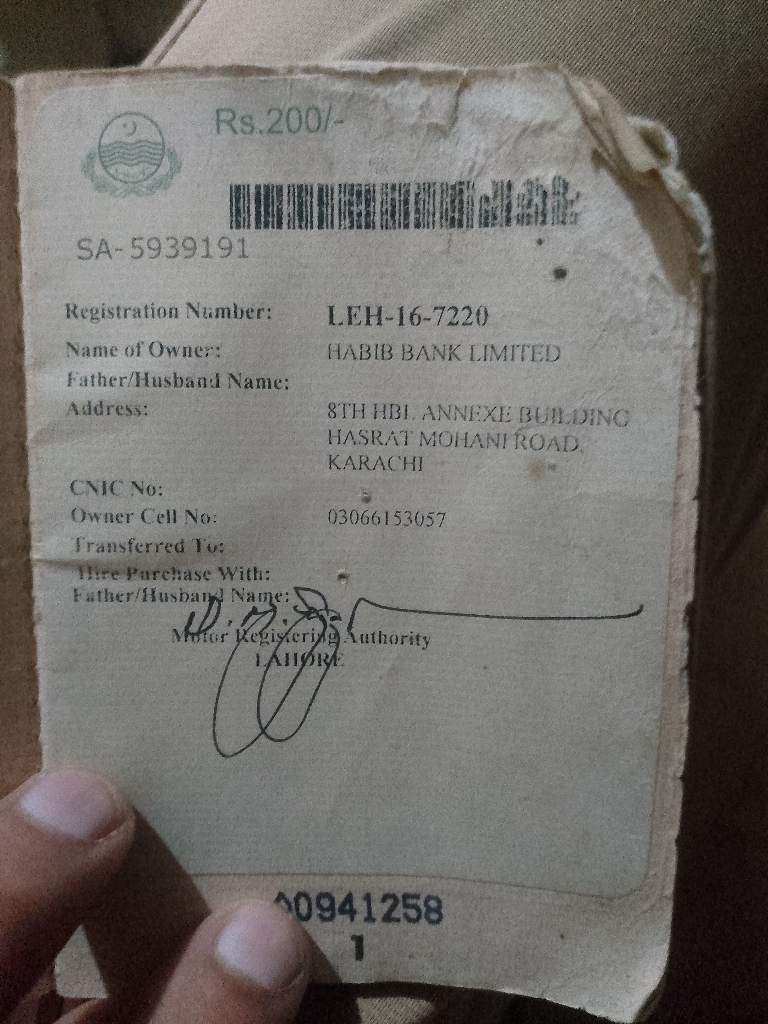 Rs.200/-
SA-5939191
Registration Number: LEH-16-7220
Name of Owner: HABIB BANK LIMITED
Father/Husband Name:
Address: 8TH HBL ANNEXE BUILDING
HASRAT MOHANI ROAD,
KARACHI
CNIC No:
Owner Cell No: 03066153057
Transferred To:
Hire Purchase With:
Father/Husband Name:
Motor Registering Authority
LAHORE
00941258
1